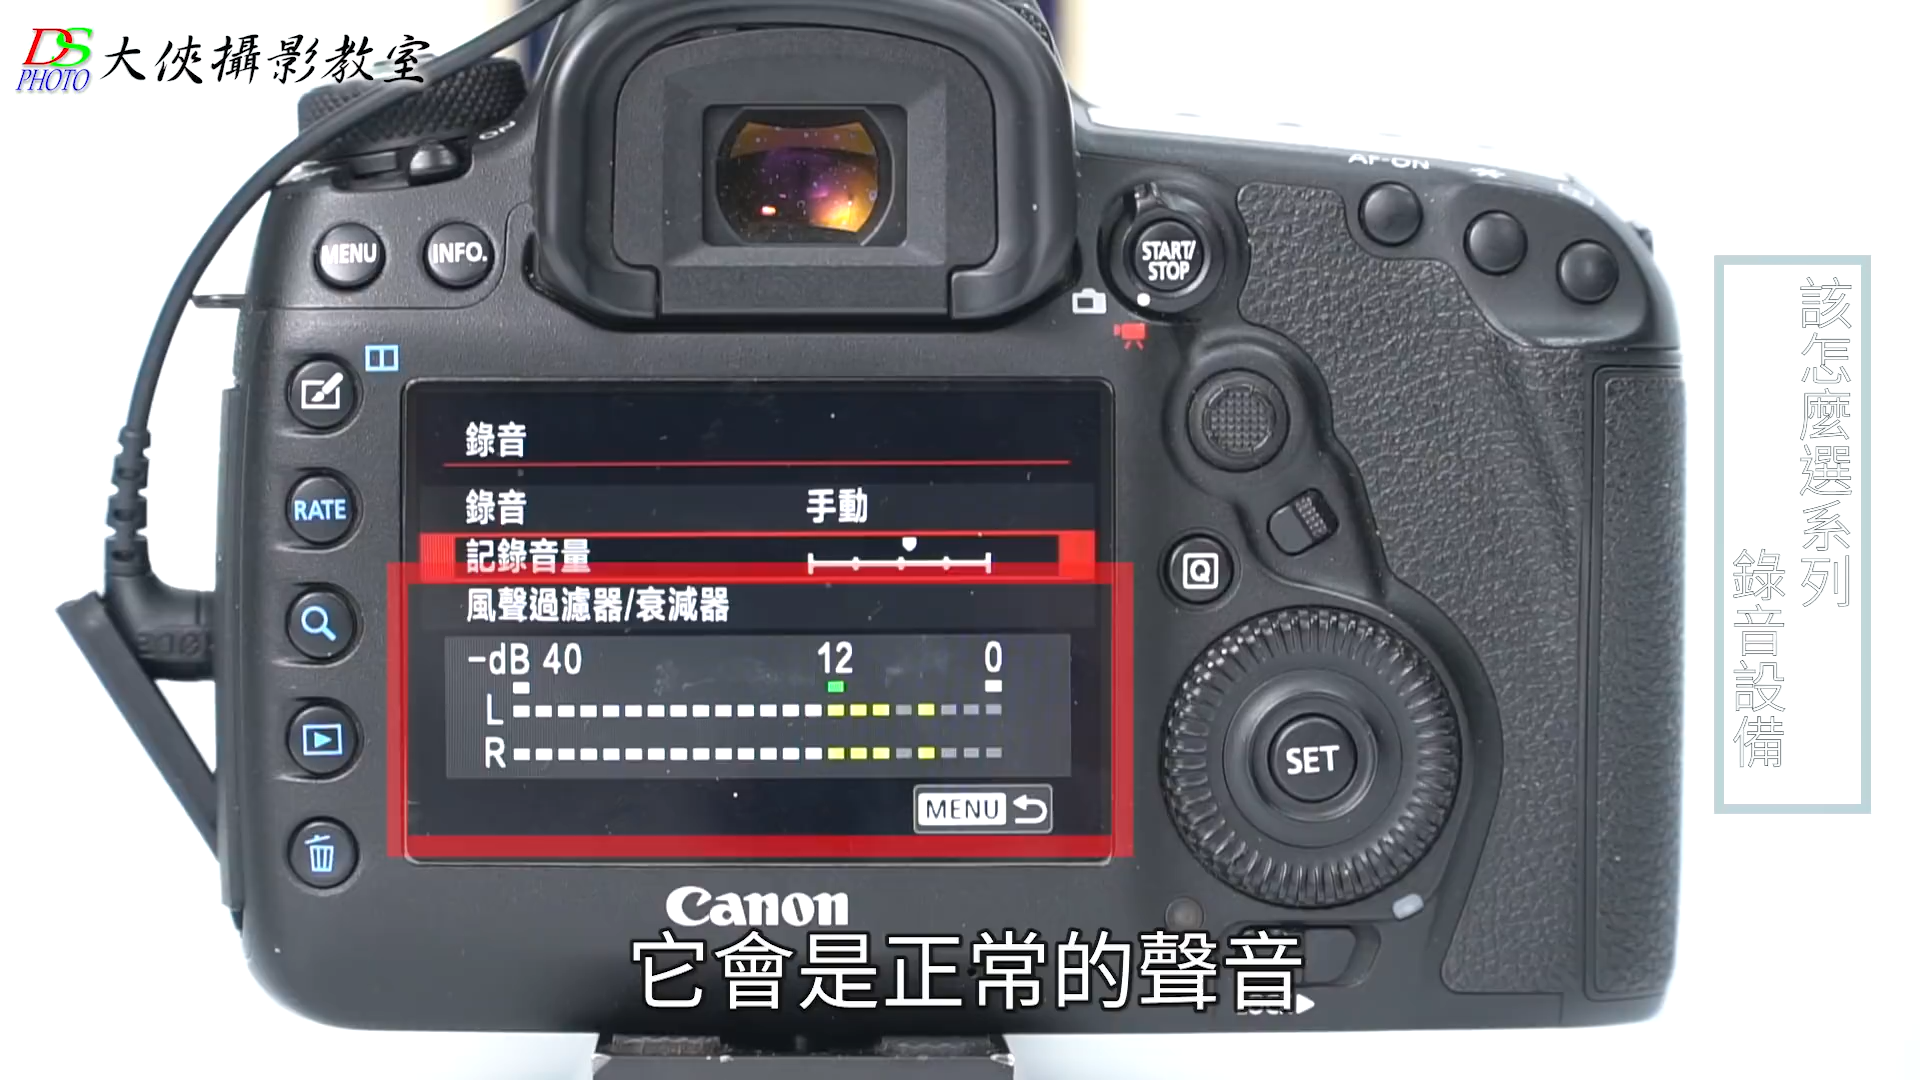 DS
PHOTO
大俠攝影教室
ON
AF-ON
MENU
INFO.
START/
STOP
RATE
Q
SET
錄音
錄音 手動
記錄音量
風聲過濾器/衰減器
-dB 40 12 0
L
R
MENU
Canon
該怎麼選系列
錄音設備
它會是正常的聲音
LOCK